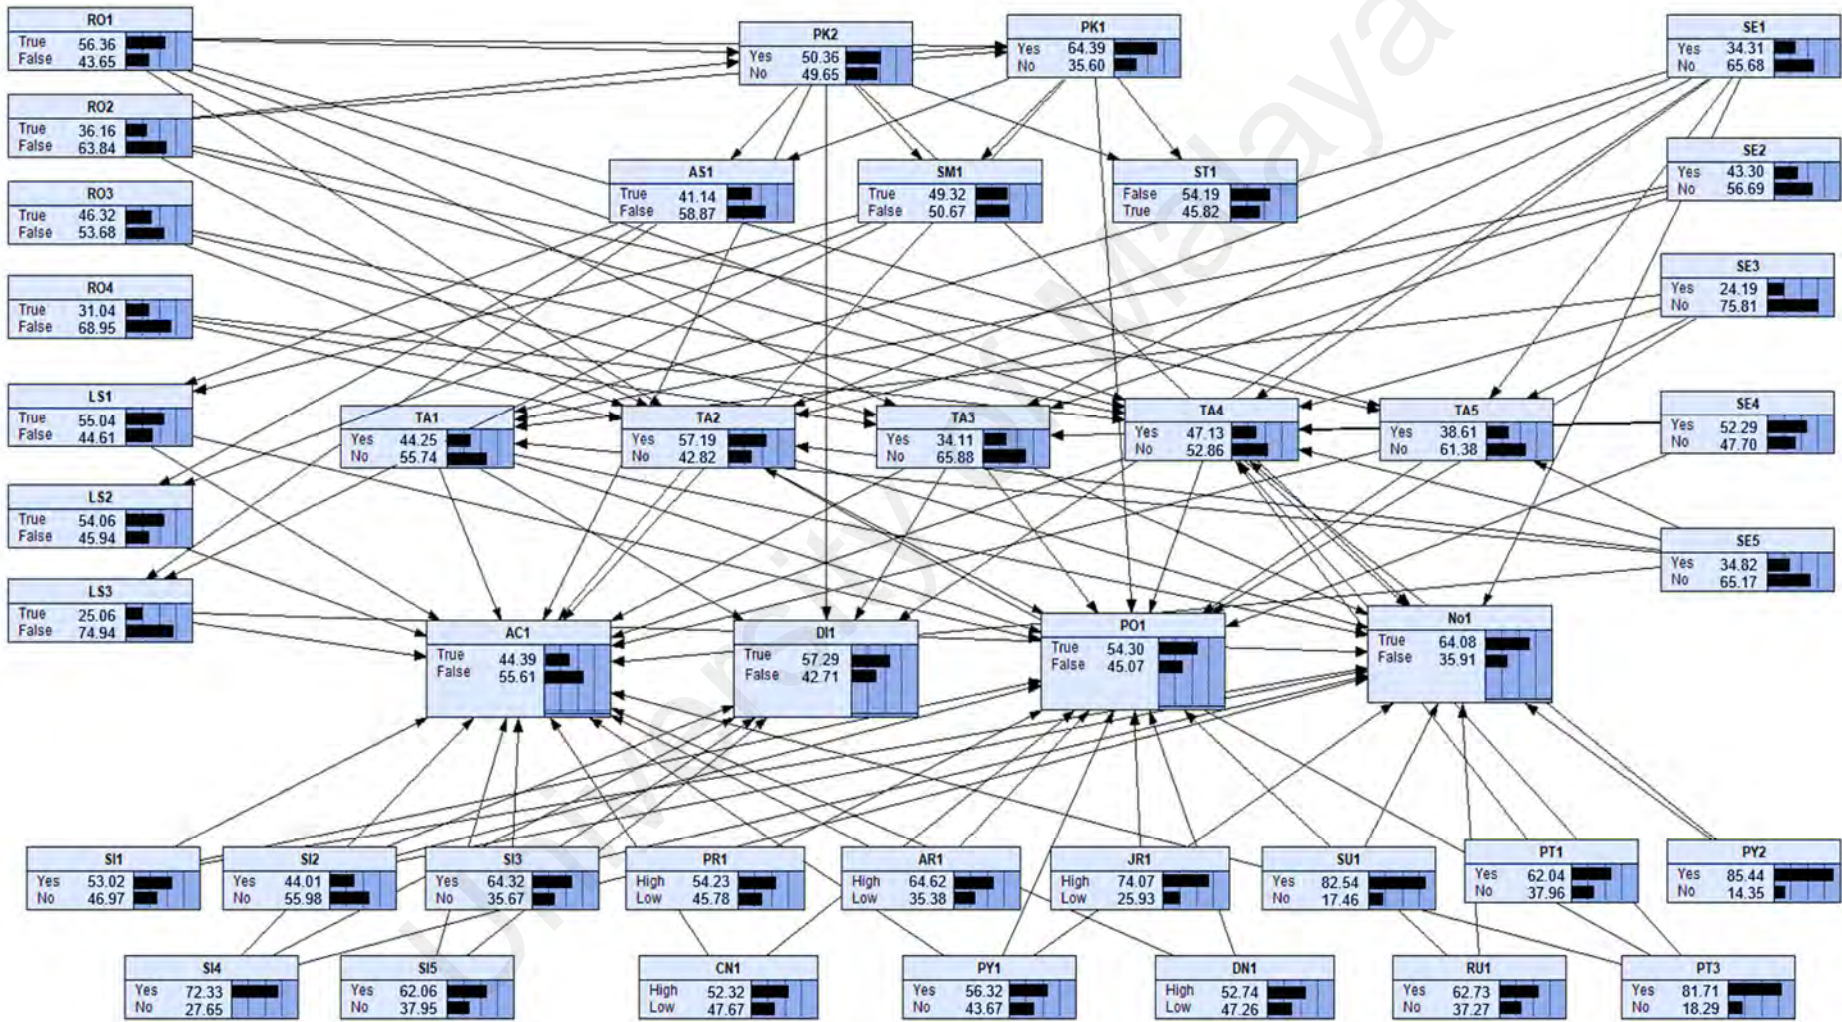 RO1
True 56.36
False 43.65
PK2
Yes 50.36
No 49.65
PK1
Yes 64.39
No 35.60
SE1
Yes 34.31
No 65.68
RO2
True 36.16
False 63.84
AS1
True 41.14
False 58.87
SM1
True 49.32
False 50.67
ST1
False 54.19
True 45.82
SE2
Yes 43.30
No 56.69
RO3
True 46.32
False 53.68
RO4
True 31.04
False 68.95
SE3
Yes 24.19
No 75.81
LS1
True 55.04
False 44.61
TA1
Yes 44.25
No 55.74
TA2
Yes 57.19
No 42.82
TA3
Yes 34.11
No 65.88
TA4
Yes 47.13
No 52.86
TA5
Yes 38.61
No 61.38
SE4
Yes 52.29
No 47.70
LS2
True 54.06
False 45.94
SE5
Yes 34.82
No 65.17
LS3
True 25.06
False 74.94
AC1
True 44.39
False 55.61
DI1
True 57.29
False 42.71
PO1
True 54.30
False 45.07
No1
True 64.08
False 35.91
SI1
Yes 53.02
No 46.97
SI2
Yes 44.01
No 55.98
SI3
Yes 64.32
No 35.67
PR1
High 54.23
Low 45.78
AR1
High 64.62
Low 35.38
JR1
High 74.07
Low 25.93
SU1
Yes 82.54
No 17.46
PT1
Yes 62.04
No 37.96
PY2
Yes 85.44
No 14.35
SI4
Yes 72.33
No 27.65
SI5
Yes 62.06
No 37.95
CN1
High 52.32
Low 47.67
PY1
Yes 56.32
No 43.67
DN1
High 52.74
Low 47.26
RU1
Yes 62.73
No 37.27
PT3
Yes 81.71
No 18.29
University of Malaya